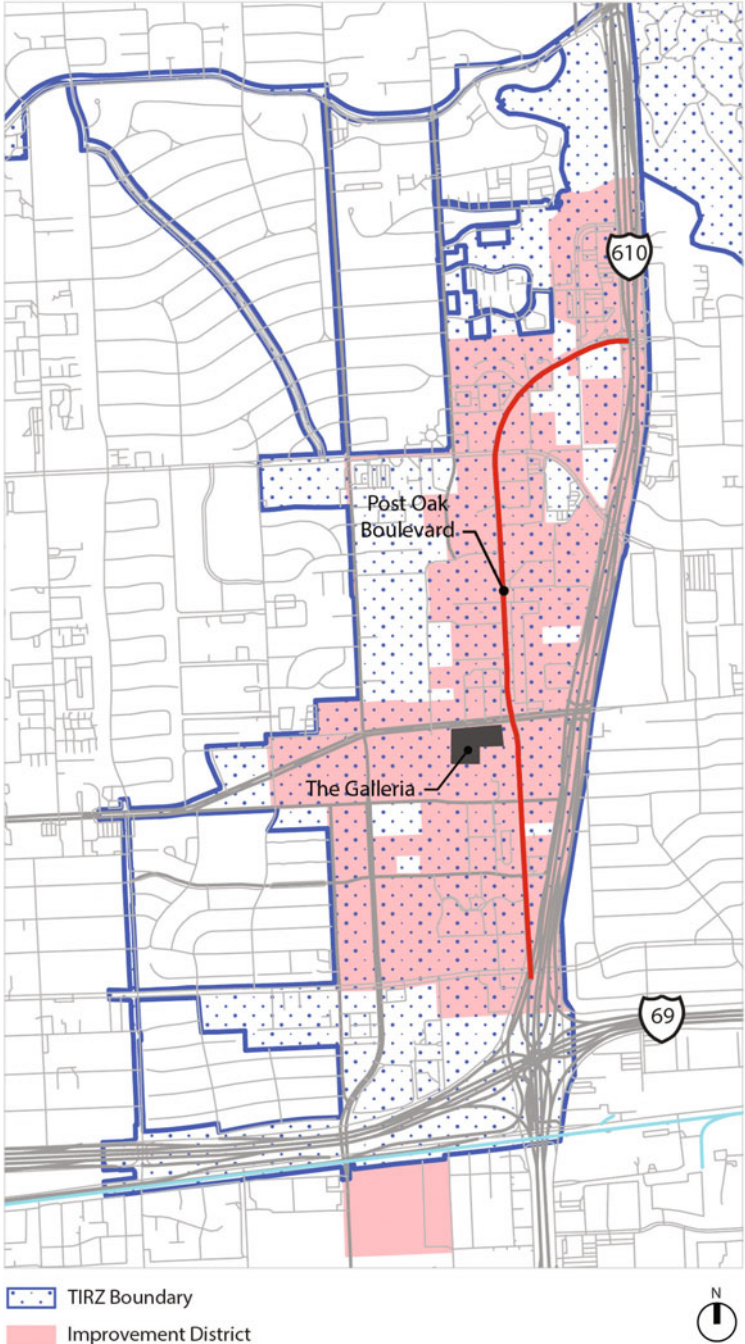 610
Post Oak
Boulevard
The Galleria
69
TIRZ Boundary
N
Improvement District